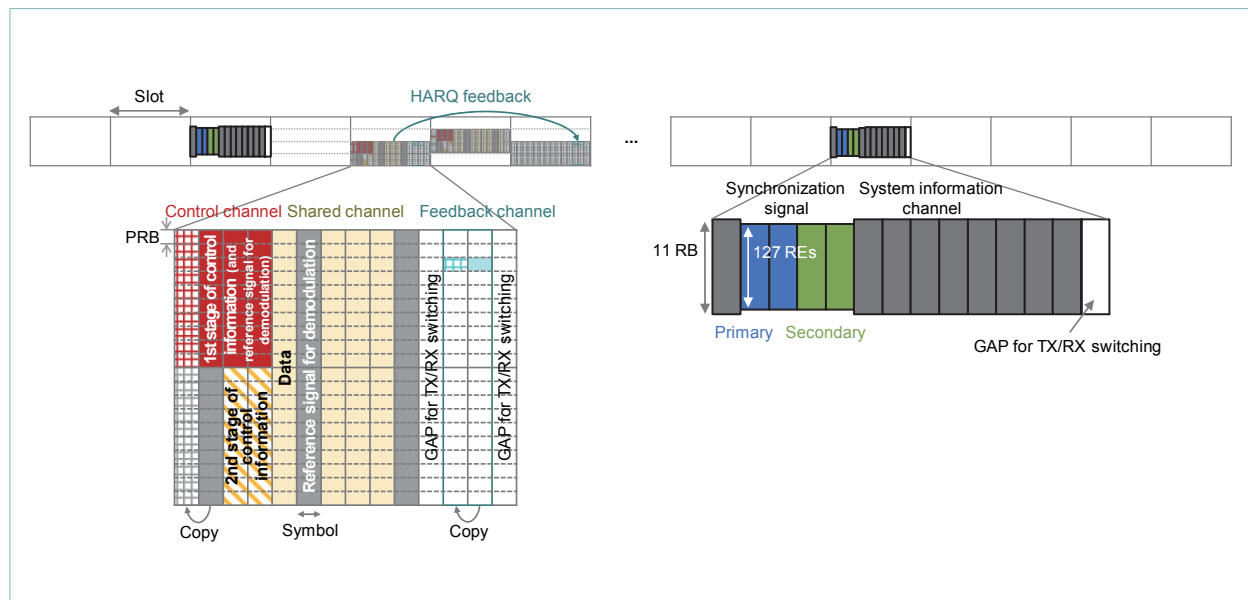 Slot
HARQ feedback
...
Control channel
Shared channel
Feedback channel
PRB
1st stage of control
information (and
reference signal for
demodulation)
2nd stage of
control
information
Data
Reference signal for demodulation
GAP for TX/RX switching
GAP for TX/RX switching
Copy
Symbol
Copy
Synchronization
signal
System information
channel
11 RB
127 REs
Primary
Secondary
GAP for TX/RX switching